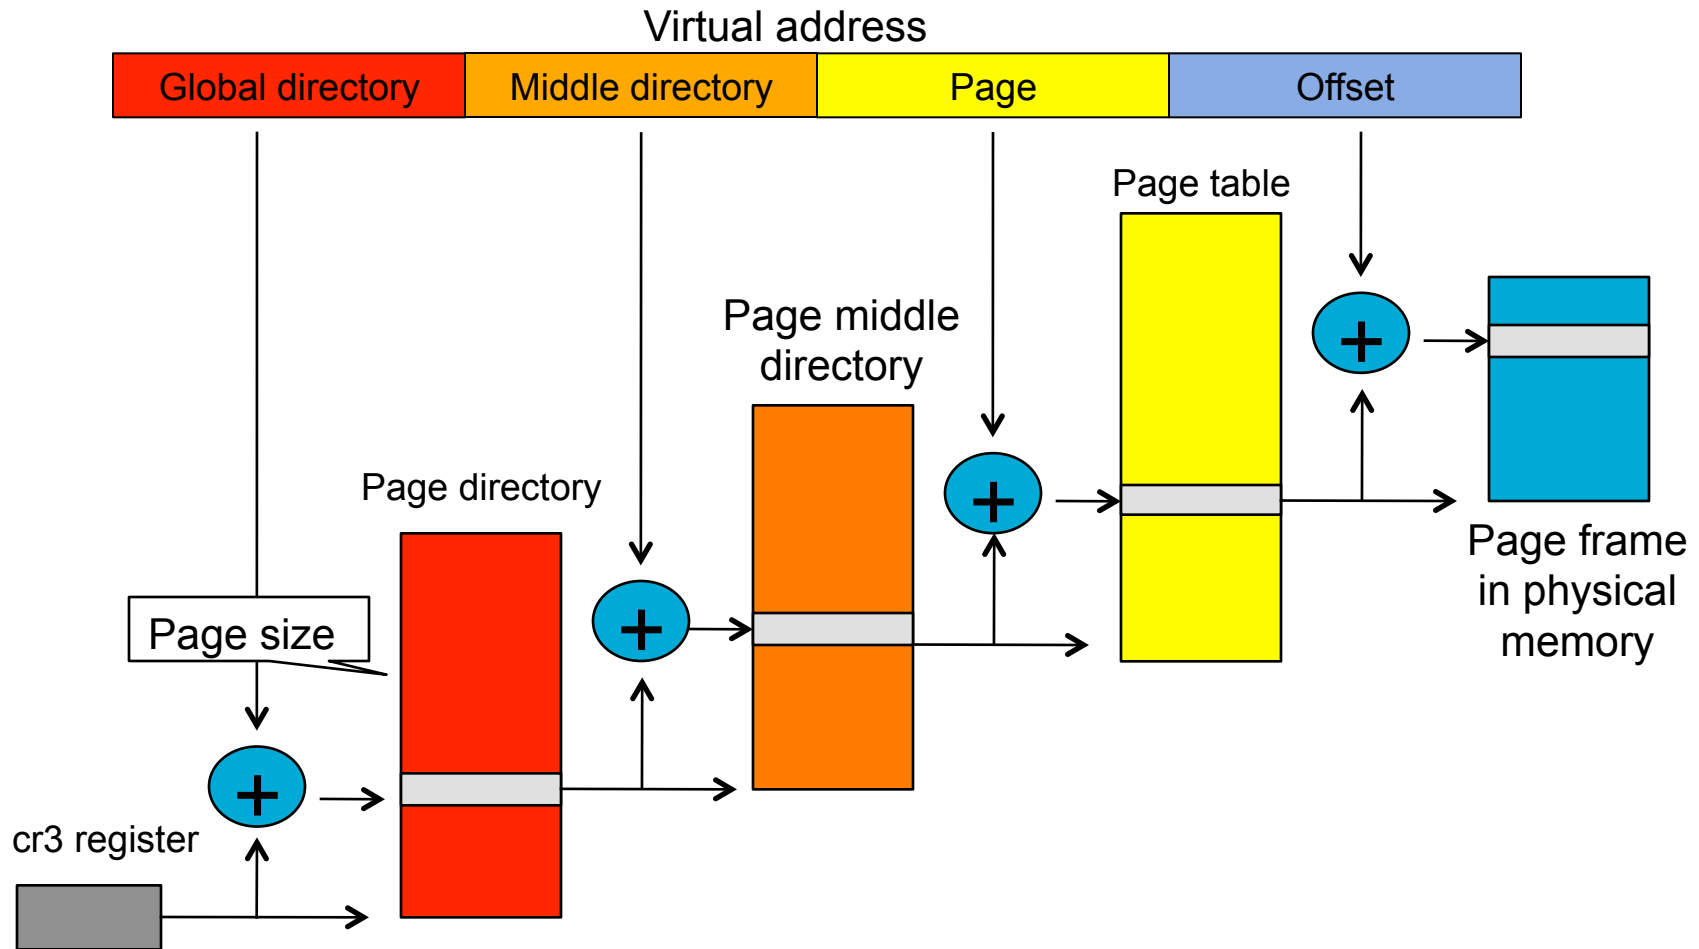 Virtual address
Global directory
Middle directory
Page
Offset
Page table
Page middle
directory
Page directory
Page frame
in physical
memory
Page size
cr3 register